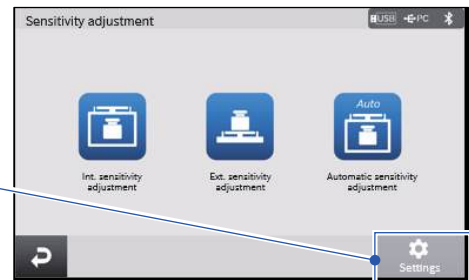 Sensitivity adjustment
USB PC
Auto
Int. sensitivity
adjustment
Ext. sensitivity
adjustment
Automatic sensitivity
adjustment
Settings